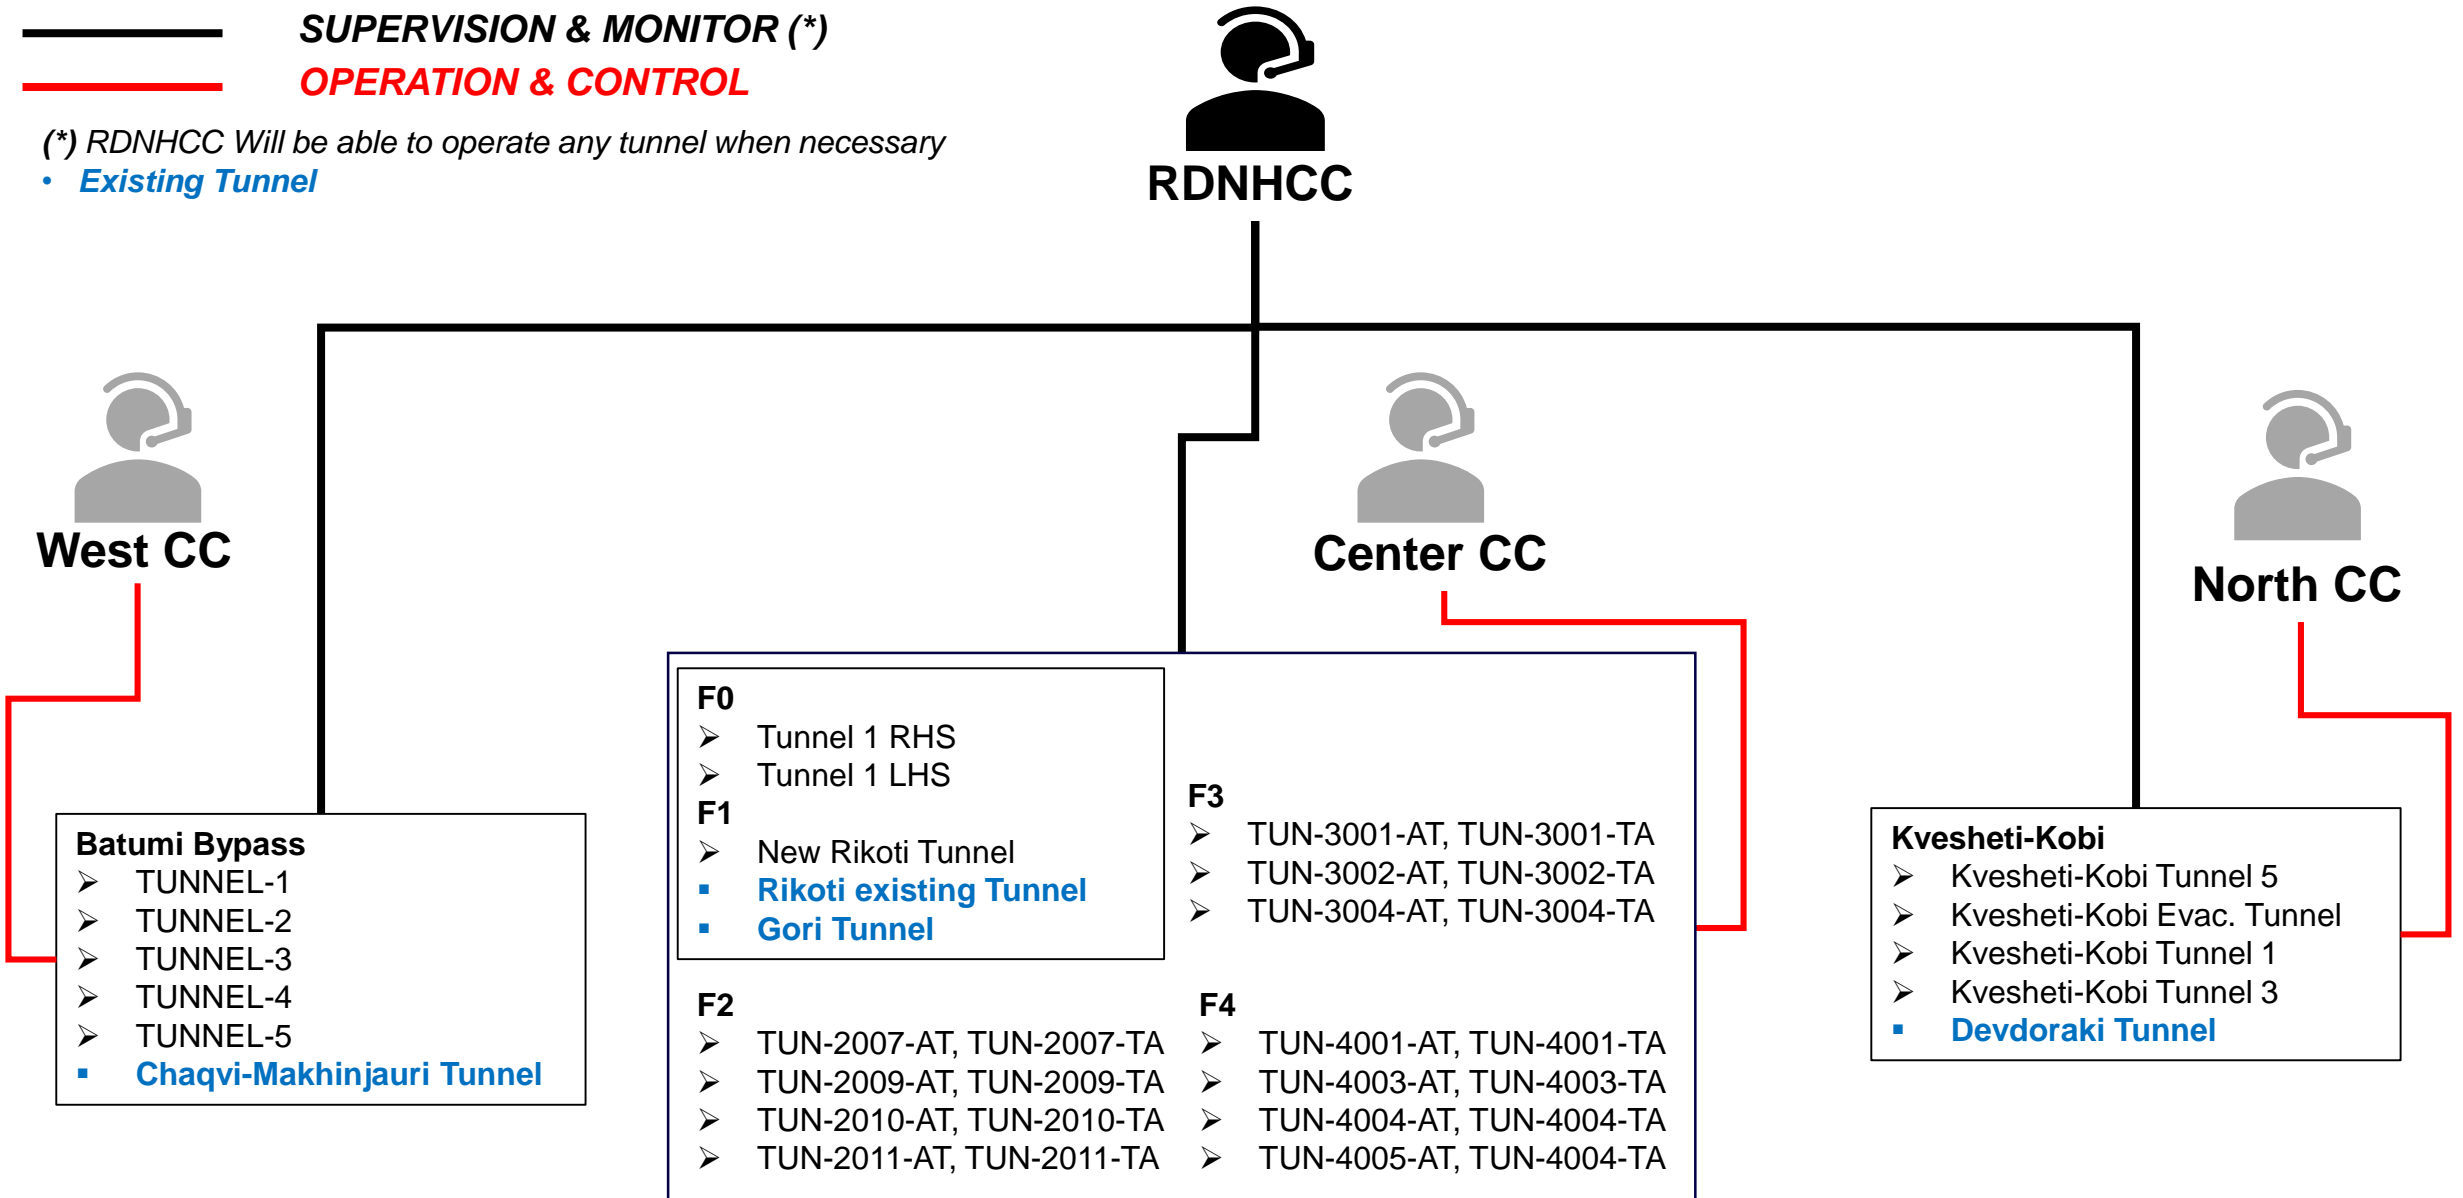 SUPERVISION & MONITOR (*)
OPERATION & CONTROL
(*) RDNHCC Will be able to operate any tunnel when necessary
• Existing Tunnel
RDNHCC
West CC
Center CC
North CC
Batumi Bypass
➢ TUNNEL-1
➢ TUNNEL-2
➢ TUNNEL-3
➢ TUNNEL-4
➢ TUNNEL-5
▪ Chaqvi-Makhinjauri Tunnel
F0
➢ Tunnel 1 RHS
➢ Tunnel 1 LHS
F1
➢ New Rikoti Tunnel
▪ Rikoti existing Tunnel
▪ Gori Tunnel
F2
➢ TUN-2007-AT, TUN-2007-TA
➢ TUN-2009-AT, TUN-2009-TA
➢ TUN-2010-AT, TUN-2010-TA
➢ TUN-2011-AT, TUN-2011-TA
F3
➢ TUN-3001-AT, TUN-3001-TA
➢ TUN-3002-AT, TUN-3002-TA
➢ TUN-3004-AT, TUN-3004-TA
F4
➢ TUN-4001-AT, TUN-4001-TA
➢ TUN-4003-AT, TUN-4003-TA
➢ TUN-4004-AT, TUN-4004-TA
➢ TUN-4005-AT, TUN-4004-TA
Kvesheti-Kobi
➢ Kvesheti-Kobi Tunnel 5
➢ Kvesheti-Kobi Evac. Tunnel
➢ Kvesheti-Kobi Tunnel 1
➢ Kvesheti-Kobi Tunnel 3
▪ Devdoraki Tunnel